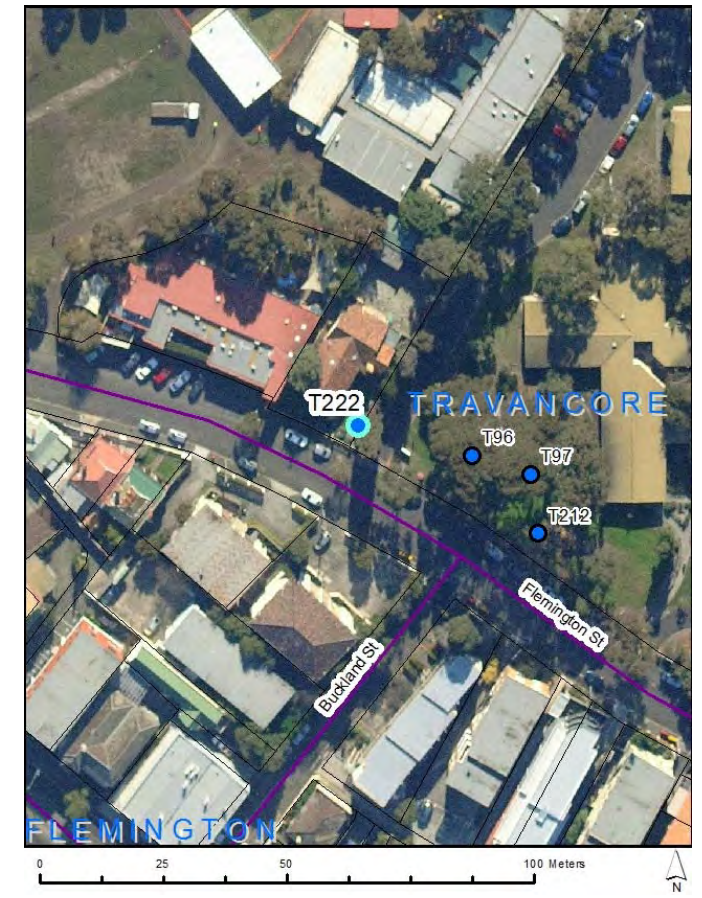 T222
TRAVANCORE
T96
T97
T212
Flemington St
Buckland St
FLEMINGTON
0 25 50 100 Meters
N